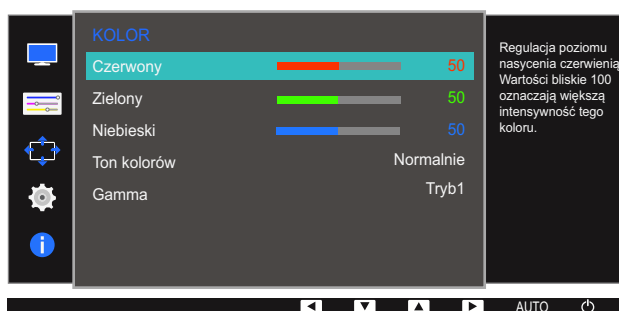 KOLOR
Czerwony 50
Zielony 50
Niebieski 50
Ton kolorów Normalnie
Gamma Tryb1
Regulacja poziomu
nasycenia czerwienią
Wartości bliskie 100
oznaczają większą
intensywność tego
koloru.
AUTO